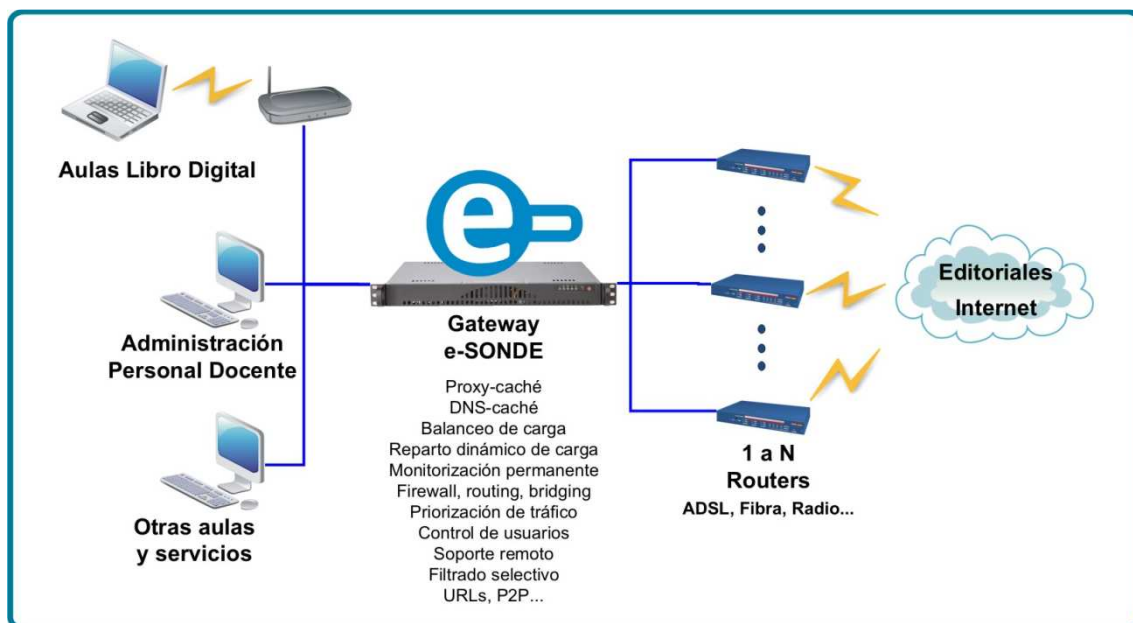 Aulas Libro Digital
Administración
Personal Docente
Otras aulas
y servicios
e
Gateway
e-SONDE
Proxy-caché
DNS-caché
Balanceo de carga
Reparto dinámico de carga
Monitorización permanente
Firewall, routing, bridging
Priorización de tráfico
Control de usuarios
Soporte remoto
Filtrado selectivo
URLs, P2P...
1 a N
Routers
ADSL, Fibra, Radio...
Editoriales
Internet